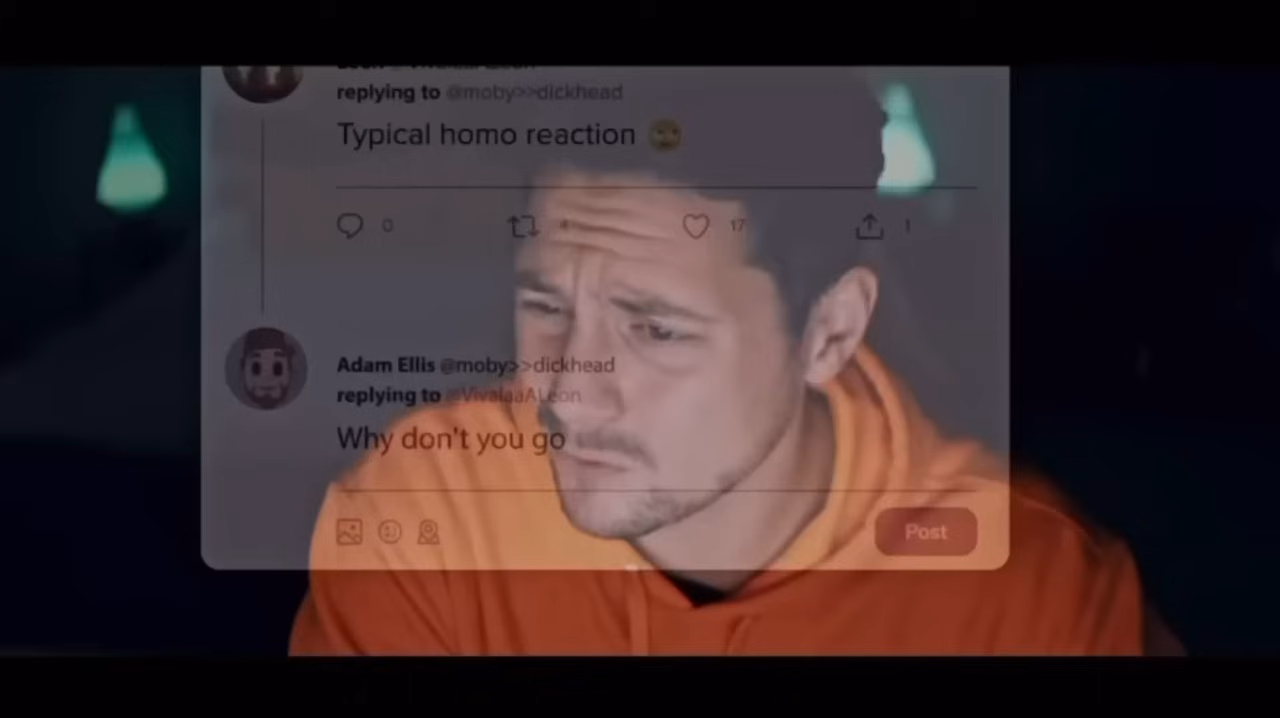 replying to @moby>>dickhead
Typical homo reaction 🙄
0
17
1
Adam Ellis @moby>>dickhead
replying to @VivalaaALeon
Why don't you go
Post